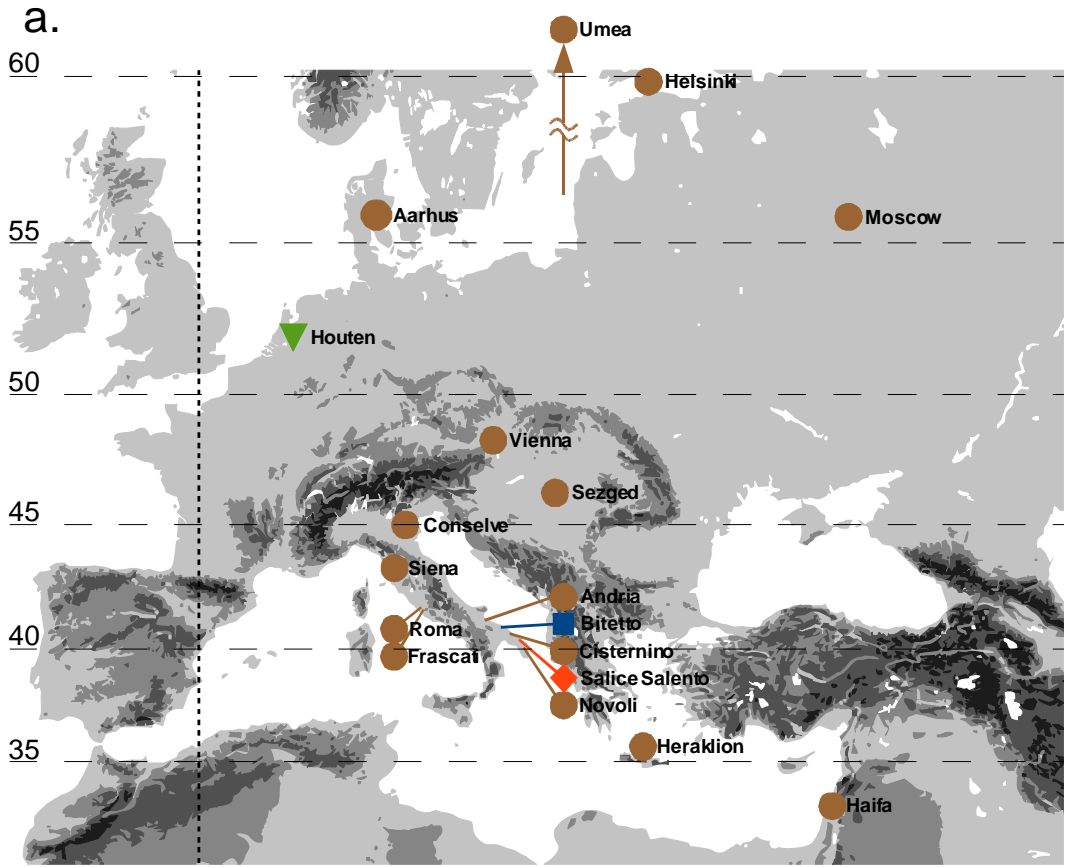 a.
Umea
60
Helsinki
Aarhus
Moscow
55
Houten
50
Vienna
Sezged
45
Conselve
Siena
Andria
Bitetto
Roma
40
Cisternino
Frascati
Salice Salento
Novoli
Heraklion
35
Haifa